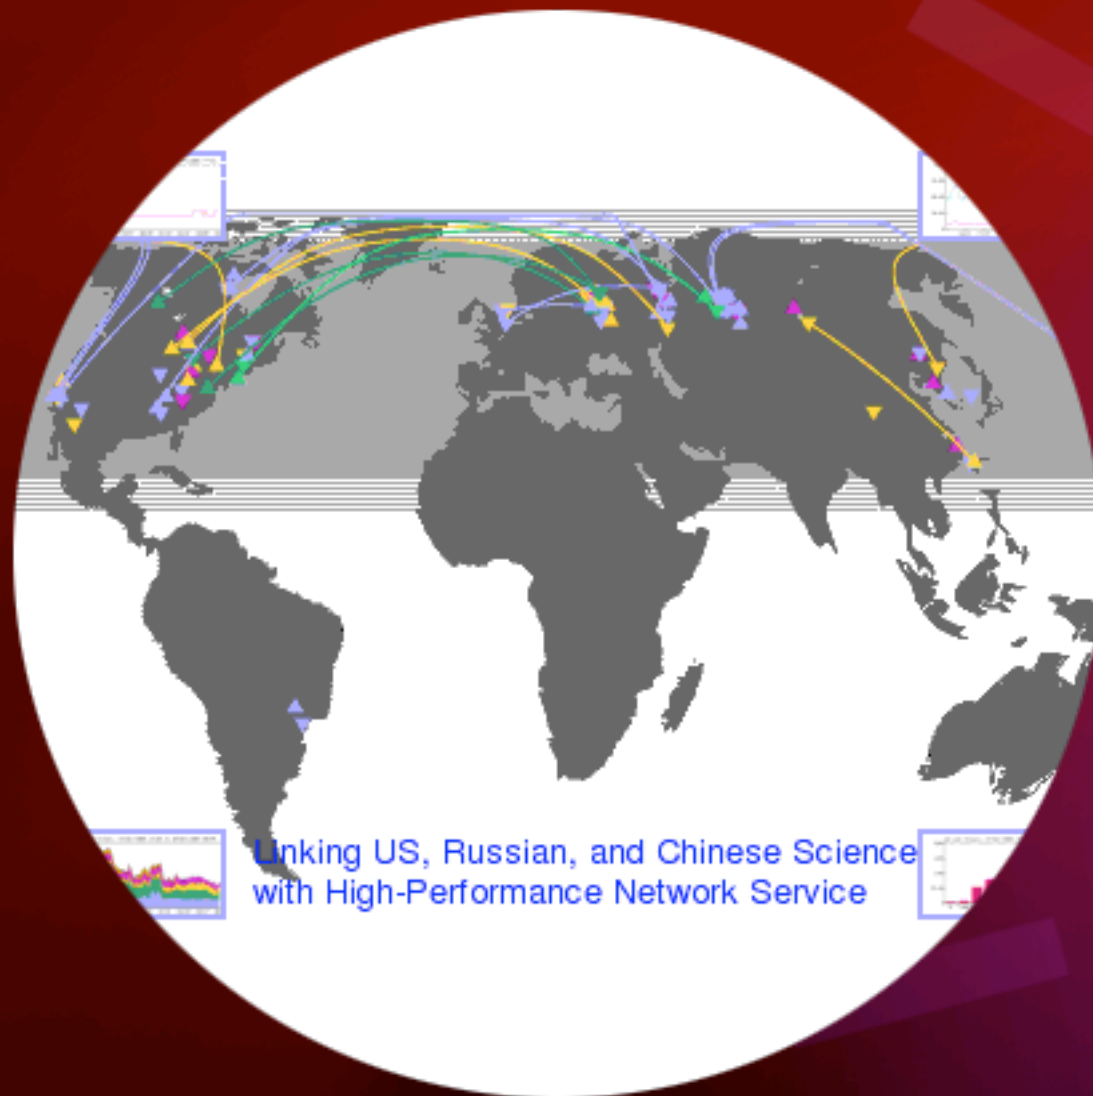 Linking US, Russian, and Chinese Science
with High-Performance Network Service